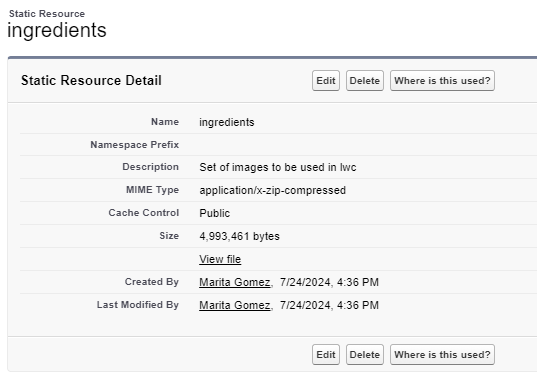 Static Resource
ingredients
Static Resource Detail Edit Delete Where is this used?
Name ingredients
Namespace Prefix
Description Set of images to be used in lwc
MIME Type application/x-zip-compressed
Cache Control Public
Size 4,993,461 bytes
View file
Created By Marita Gomez, 7/24/2024, 4:36 PM
Last Modified By Marita Gomez, 7/24/2024, 4:36 PM
Edit Delete Where is this used?